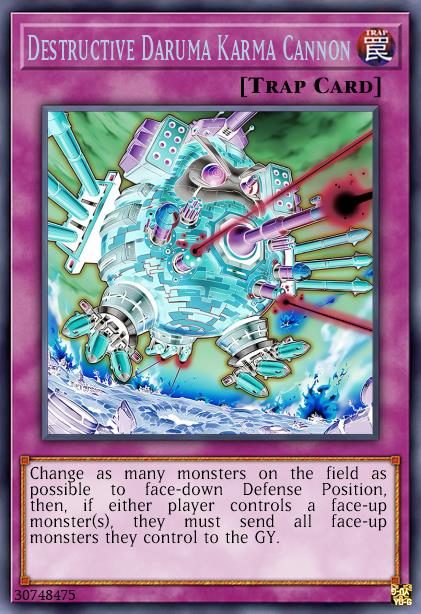 Destructive Daruma Karma Cannon
TRAP
罠
[Trap Card]
Change as many monsters on the field as
possible to face-down Defense Position,
then, if either player controls a face-up
monster(s), they must send all face-up
monsters they control to the GY.
30748475